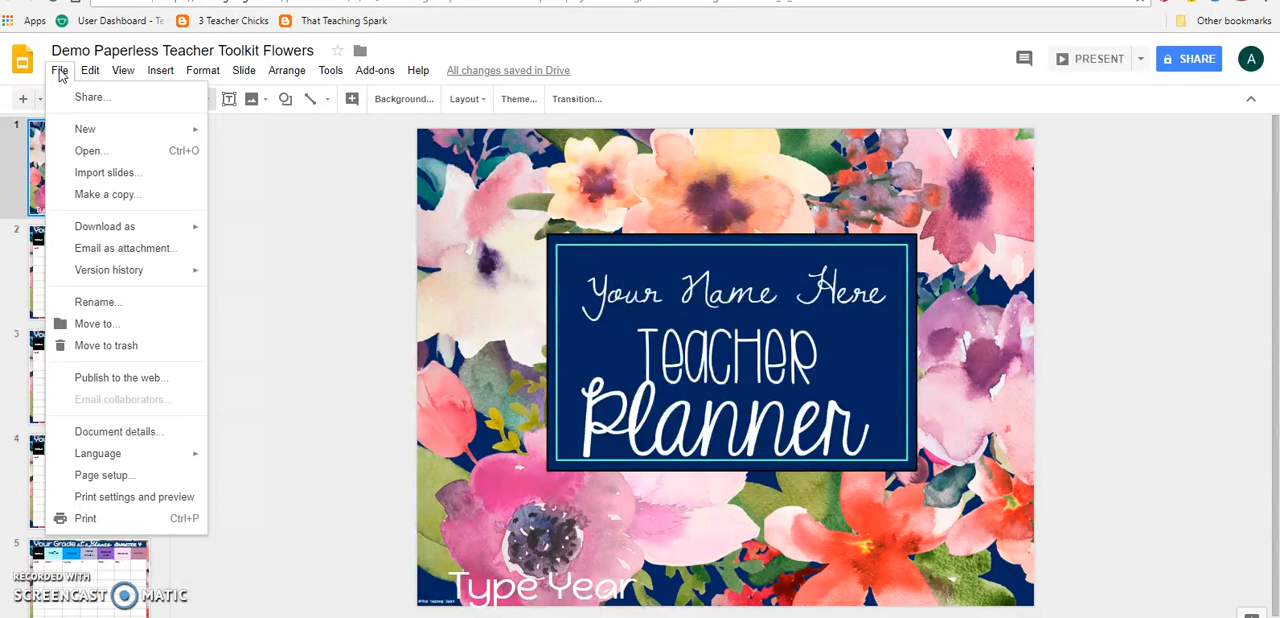 Apps User Dashboard - Te 3 Teacher Chicks That Teaching Spark Other bookmarks
Demo Paperless Teacher Toolkit Flowers
File Edit View Insert Format Slide Arrange Tools Add-ons Help All changes saved in Drive
PRESENT SHARE A
Background... Layout Theme... Transition...
Share...
New
Open... Ctrl+O
Import slides...
Make a copy...
Download as
Email as attachment...
Version history
Rename...
Move to...
Move to trash
Publish to the web...
Email collaborators...
Document details...
Language
Page setup...
Print settings and preview
Print Ctrl+P
1
2
3
4
5
Your Grade at a Glance
RECORDED WITH
SCREENCAST MATIC
Your Name Here
Teacher
Planner
Type Year